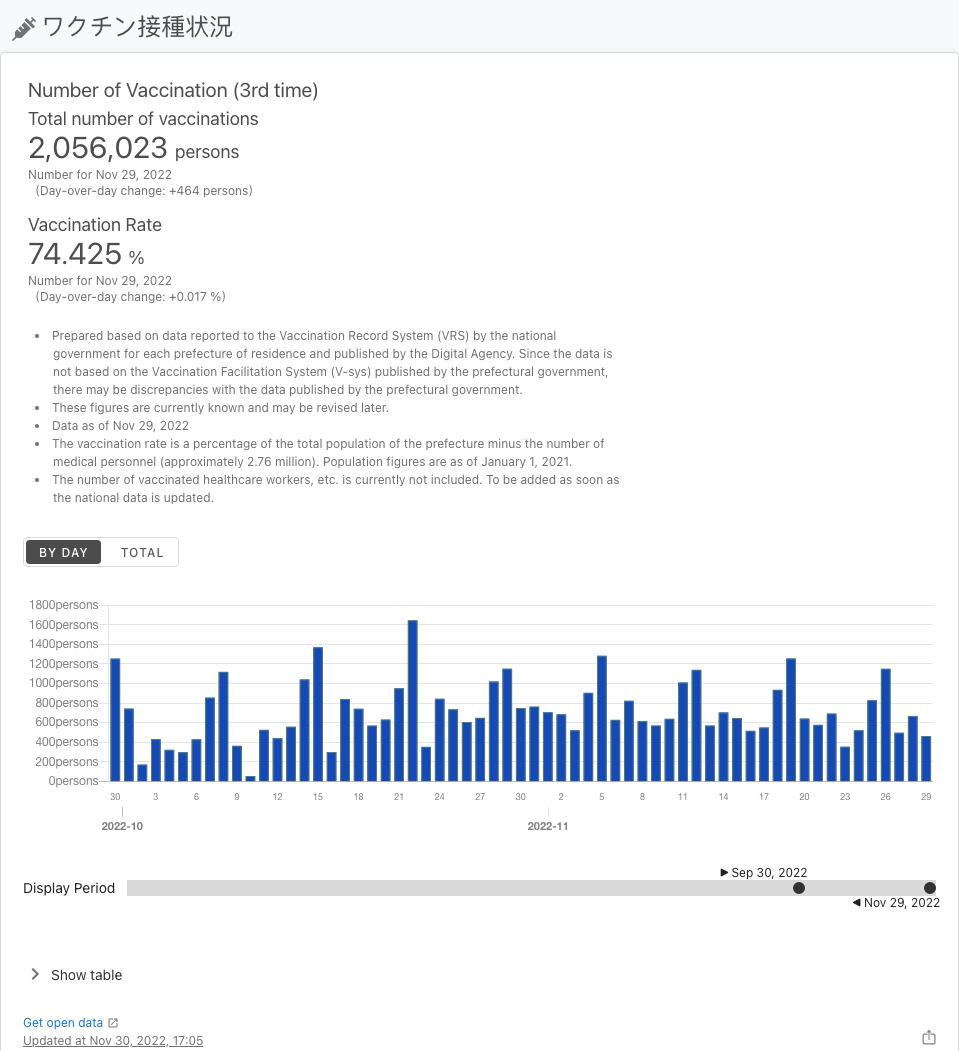 ワクチン接種状況
Number of Vaccination (3rd time)
Total number of vaccinations
2,056,023 persons
Number for Nov 29, 2022
(Day-over-day change: +464 persons)
Vaccination Rate
74.425 %
Number for Nov 29, 2022
(Day-over-day change: +0.017 %)
• Prepared based on data reported to the Vaccination Record System (VRS) by the national
government for each prefecture of residence and published by the Digital Agency. Since the data is
not based on the Vaccination Facilitation System (V-sys) published by the prefectural government,
there may be discrepancies with the data published by the prefectural government.
• These figures are currently known and may be revised later.
• Data as of Nov 29, 2022
• The vaccination rate is a percentage of the total population of the prefecture minus the number of
medical personnel (approximately 2.76 million). Population figures are as of January 1, 2021.
• The number of vaccinated healthcare workers, etc. is currently not included. To be added as soon as
the national data is updated.
BY DAY TOTAL
1800persons
1600persons
1400persons
1200persons
1000persons
800persons
600persons
400persons
200persons
0persons
30 3 6 9 12 15 18 21 24 27 30 2 5 8 11 14 17 20 23 26 29
2022-10 2022-11
Sep 30, 2022
Display Period
Nov 29, 2022
Show table
Get open data
Updated at Nov 30, 2022, 17:05